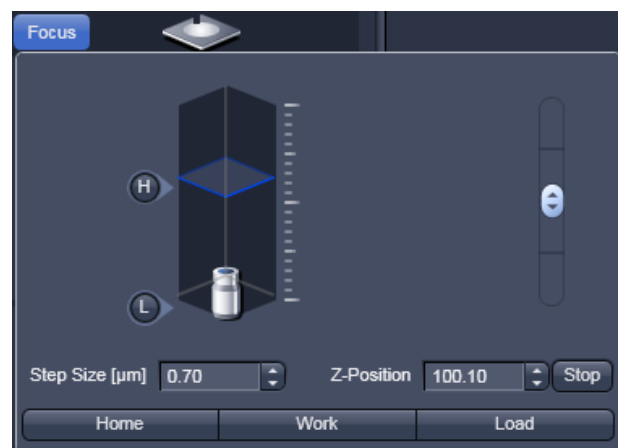 Focus
H
L
Step Size [µm] 0.70 Z-Position 100.10 Stop
Home Work Load